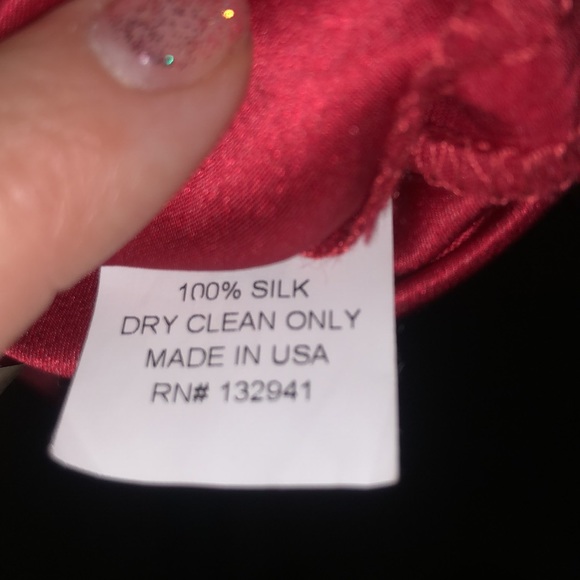 100% SILK
DRY CLEAN ONLY
MADE IN USA
RN# 132941